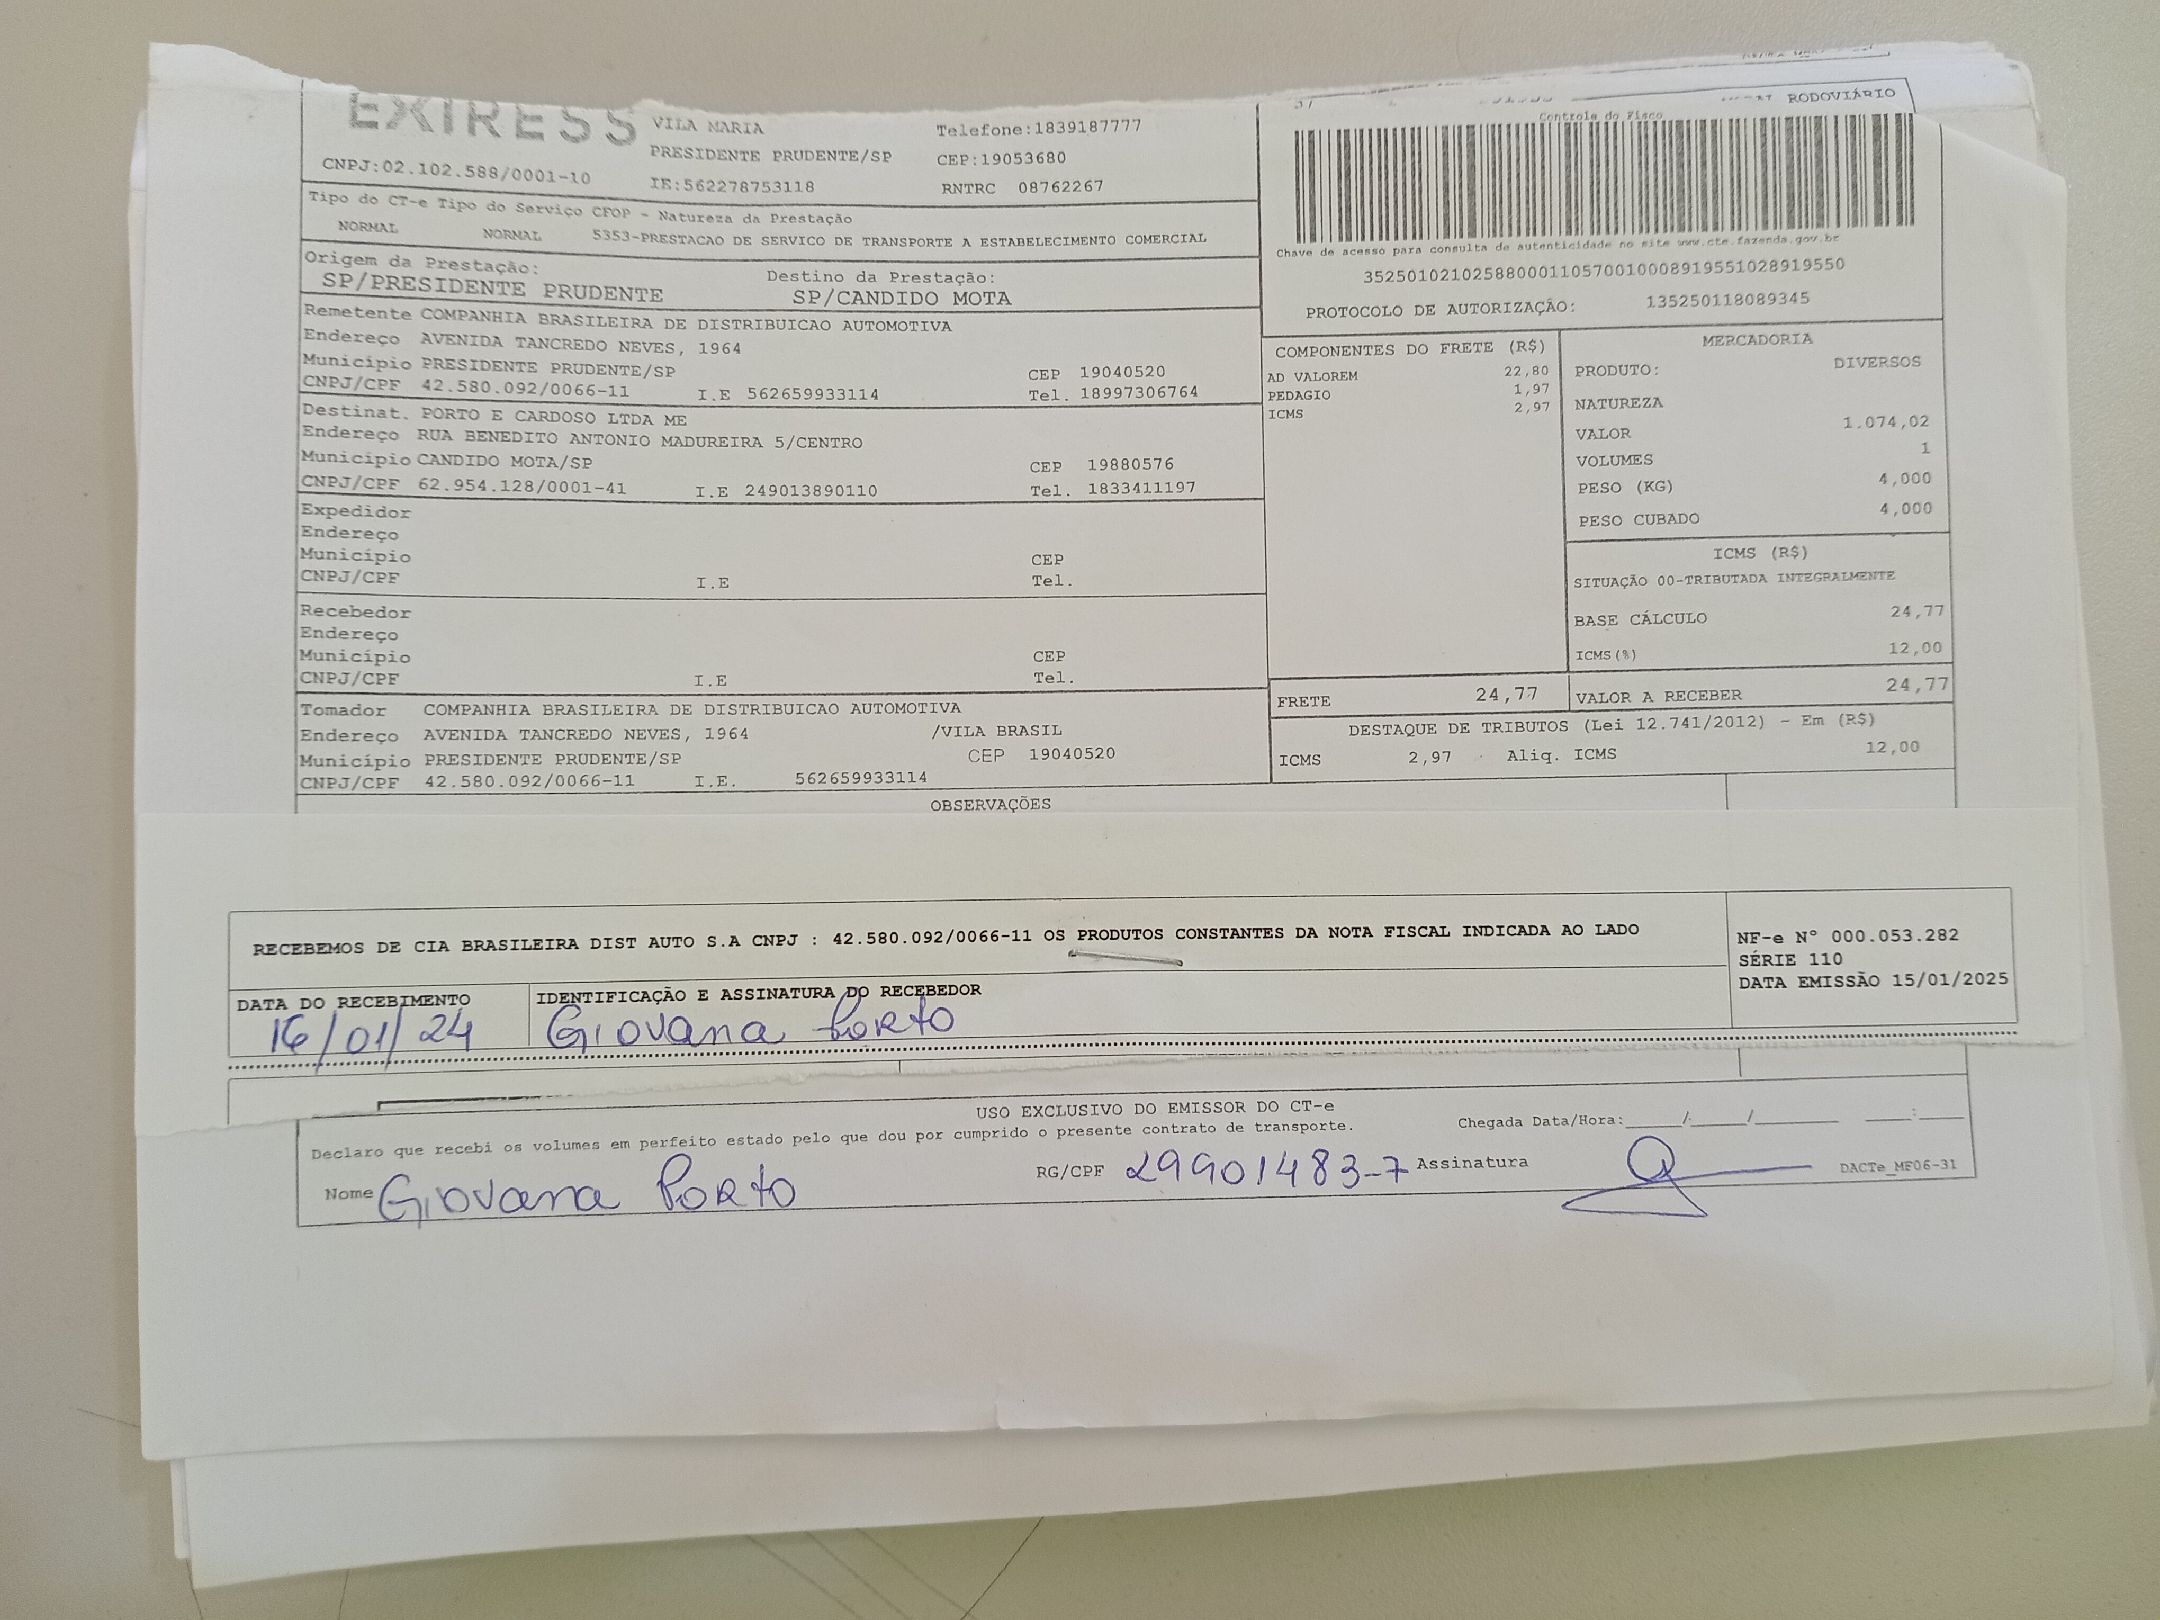 EXPRESS
VILA MARIA
Telefone:1839187777
PRESIDENTE PRUDENTE/SP
CEP:19053680
CNPJ:02.102.588/0001-10
IE:562278753118
RNTRC 08762267
RODOVIÁRIO
Controle do Fisco
Tipo do CT-e Tipo do Serviço CFOP - Natureza da Prestação
NORMAL NORMAL 5353-PRESTACAO DE SERVICO DE TRANSPORTE A ESTABELECIMENTO COMERCIAL
Chave de acesso para consulta de autenticidade no site www.cte.fazenda.gov.br
35250102102588000110570010008919551028919550
PROTOCOLO DE AUTORIZAÇÃO: 135250118089345
Origem da Prestação: Destino da Prestação:
SP/PRESIDENTE PRUDENTE SP/CANDIDO MOTA
Remetente COMPANHIA BRASILEIRA DE DISTRIBUICAO AUTOMOTIVA
Endereço AVENIDA TANCREDO NEVES, 1964
Município PRESIDENTE PRUDENTE/SP CEP 19040520
CNPJ/CPF 42.580.092/0066-11 I.E 562659933114 Tel. 18997306764
Destinat. PORTO E CARDOSO LTDA ME
Endereço RUA BENEDITO ANTONIO MADUREIRA 5/CENTRO
Município CANDIDO MOTA/SP CEP 19880576
CNPJ/CPF 62.954.128/0001-41 I.E 249013890110 Tel. 1833411197
Expedidor
Endereço
Município CEP
CNPJ/CPF I.E Tel.
Recebedor
Endereço
Município CEP
CNPJ/CPF I.E Tel.
Tomador COMPANHIA BRASILEIRA DE DISTRIBUICAO AUTOMOTIVA
Endereço AVENIDA TANCREDO NEVES, 1964 /VILA BRASIL
Município PRESIDENTE PRUDENTE/SP CEP 19040520
CNPJ/CPF 42.580.092/0066-11 I.E. 562659933114
COMPONENTES DO FRETE (R$)
AD VALOREM 22,80
PEDAGIO 1,97
ICMS 2,97
MERCADORIA
PRODUTO: DIVERSOS
NATUREZA
VALOR 1.074,02
VOLUMES 1
PESO (KG) 4,000
PESO CUBADO 4,000
ICMS (R$)
SITUAÇÃO 00-TRIBUTADA INTEGRALMENTE
BASE CÁLCULO 24,77
ICMS(%) 12,00
FRETE 24,77 VALOR A RECEBER 24,77
DESTAQUE DE TRIBUTOS (Lei 12.741/2012) - Em (R$)
ICMS 2,97 Aliq. ICMS 12,00
OBSERVAÇÕES
RECEBEMOS DE CIA BRASILEIRA DIST AUTO S.A CNPJ : 42.580.092/0066-11 OS PRODUTOS CONSTANTES DA NOTA FISCAL INDICADA AO LADO
NF-e N° 000.053.282
SÉRIE 110
DATA EMISSÃO 15/01/2025
DATA DO RECEBIMENTO IDENTIFICAÇÃO E ASSINATURA DO RECEBEDOR
16/01/24 Giovana Porto
USO EXCLUSIVO DO EMISSOR DO CT-e
Declaro que recebi os volumes em perfeito estado pelo que dou por cumprido o presente contrato de transporte. Chegada Data/Hora:_____/_____/________ _____:_____
Nome Giovana Porto RG/CPF 29901483-7 Assinatura DACTe_MF06-31